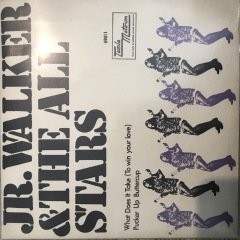 JR. WALKER
& THE ALL
STARS
Tamla
Motown
What Does It Take (To win your love)
Pucker Up Buttercup